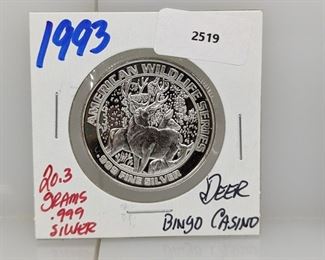 1993
2519
AMERICAN WILDLIFE SERIES
.999 FINE SILVER
20.3
GRAMS
.999
SILVER
DEER
BINGO CASINO